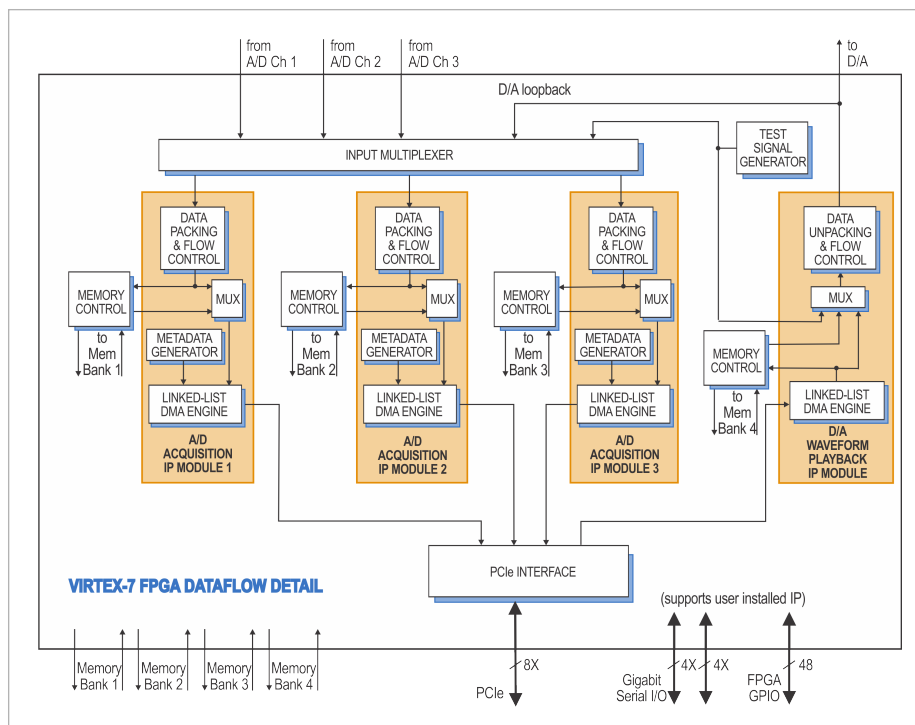 from
A/D Ch 1
from
A/D Ch 2
from
A/D Ch 3
to
D/A
D/A loopback
INPUT MULTIPLEXER
TEST
SIGNAL
GENERATOR
DATA
PACKING
& FLOW
CONTROL
MEMORY
CONTROL
MUX
to
Mem
Bank 1
METADATA
GENERATOR
LINKED-LIST
DMA ENGINE
A/D
ACQUISITION
IP MODULE 1
DATA
PACKING
& FLOW
CONTROL
MEMORY
CONTROL
MUX
to
Mem
Bank 2
METADATA
GENERATOR
LINKED-LIST
DMA ENGINE
A/D
ACQUISITION
IP MODULE 2
DATA
PACKING
& FLOW
CONTROL
MEMORY
CONTROL
MUX
to
Mem
Bank 3
METADATA
GENERATOR
LINKED-LIST
DMA ENGINE
A/D
ACQUISITION
IP MODULE 3
DATA
UNPACKING
& FLOW
CONTROL
MUX
MEMORY
CONTROL
to
Mem
Bank 4
LINKED-LIST
DMA ENGINE
D/A
WAVEFORM
PLAYBACK
IP MODULE
PCIe INTERFACE
VIRTEX-7 FPGA DATAFLOW DETAIL
(supports user installed IP)
Memory
Bank 1
Memory
Bank 2
Memory
Bank 3
Memory
Bank 4
8X
PCIe
4X
4X
Gigabit
Serial I/O
48
FPGA
GPIO